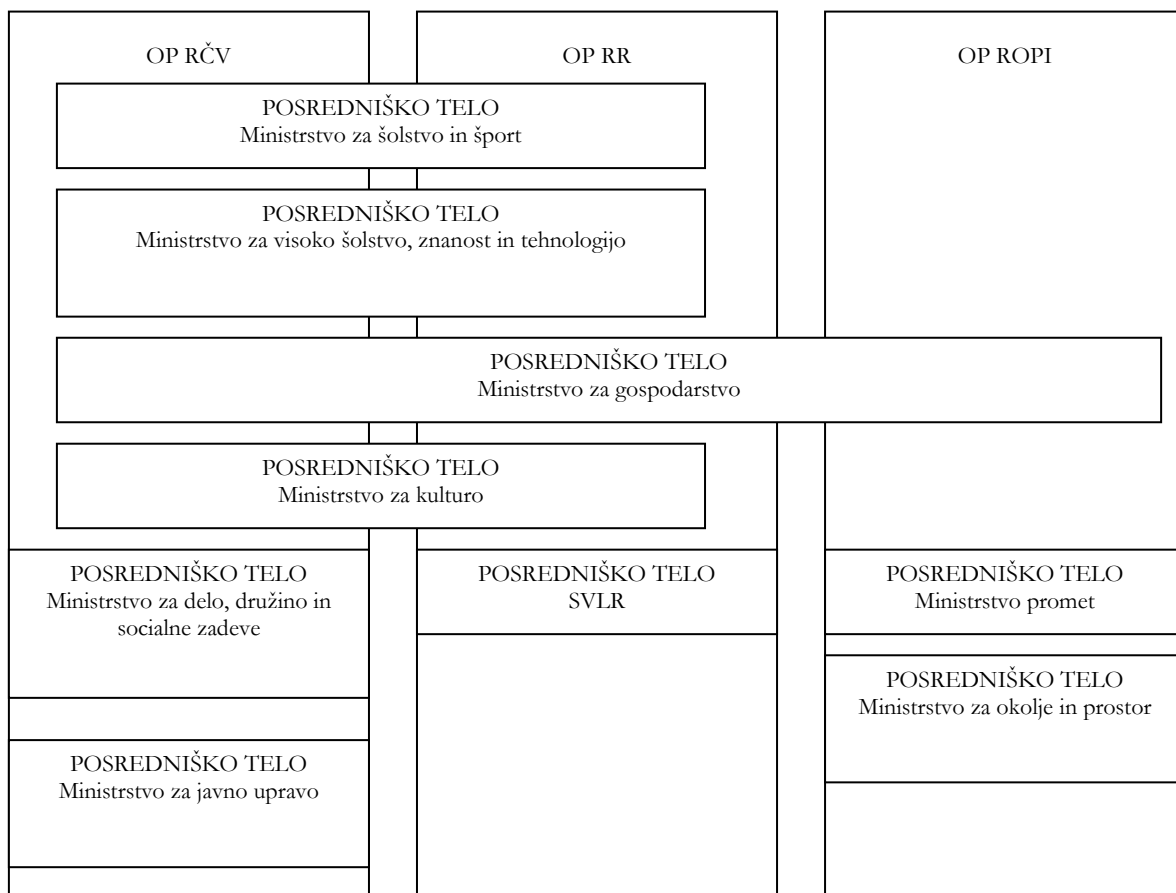 OP RČV
OP RR
OP ROPI
POSREDNIŠKO TELO
Ministrstvo za šolstvo in šport
POSREDNIŠKO TELO
Ministrstvo za visoko šolstvo, znanost in tehnologijo
POSREDNIŠKO TELO
Ministrstvo za gospodarstvo
POSREDNIŠKO TELO
Ministrstvo za kulturo
POSREDNIŠKO TELO
Ministrstvo za delo, družino in
socialne zadeve
POSREDNIŠKO TELO
SVLR
POSREDNIŠKO TELO
Ministrstvo promet
POSREDNIŠKO TELO
Ministrstvo za okolje in prostor
POSREDNIŠKO TELO
Ministrstvo za javno upravo